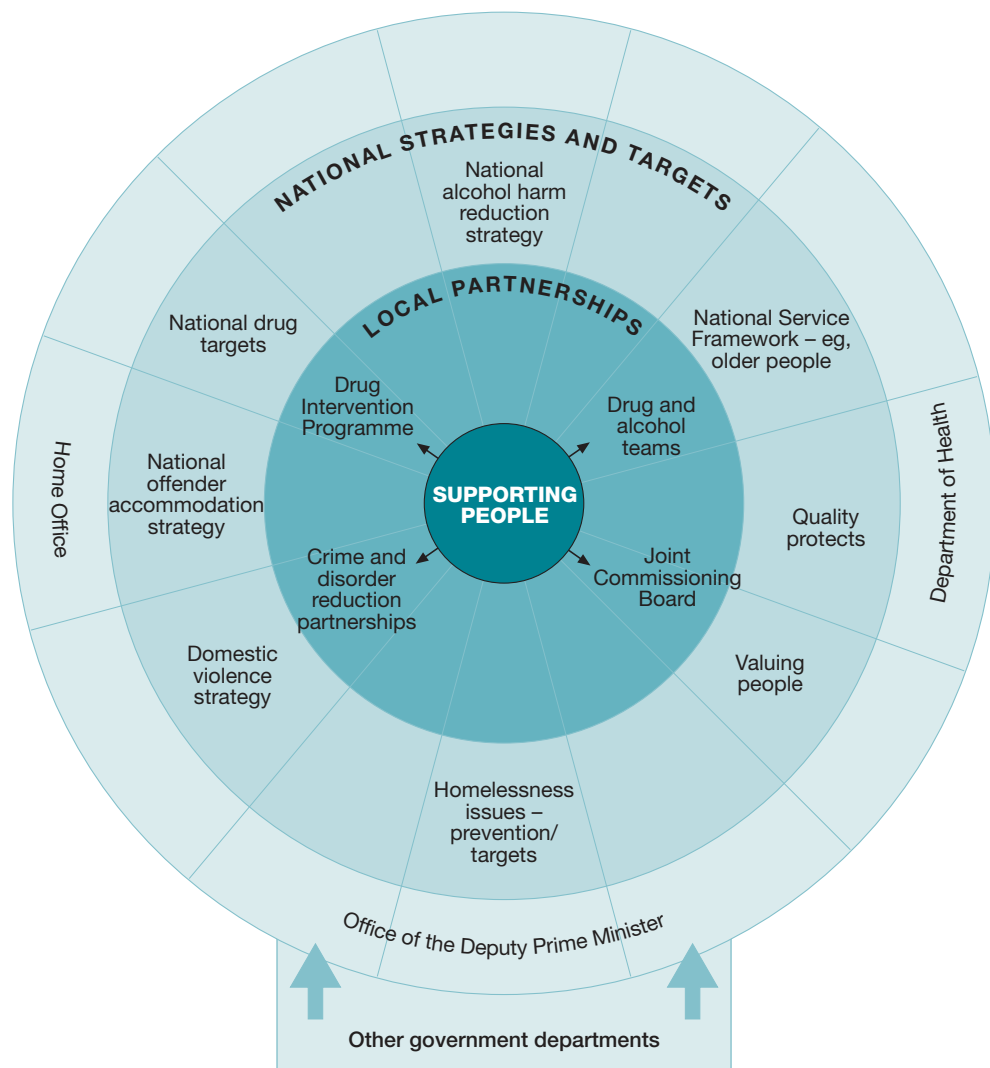 NATIONAL STRATEGIES AND TARGETS
National
alcohol harm
reduction
strategy
LOCAL PARTNERSHIPS
National drug
targets
National Service
Framework – eg,
older people
Drug
Intervention
Programme
Drug and
alcohol
teams
Home Office
National
offender
accommodation
strategy
SUPPORTING
PEOPLE
Quality
protects
Department of Health
Crime and
disorder
reduction
partnerships
Joint
Commissioning
Board
Domestic
violence
strategy
Valuing
people
Homelessness
issues –
prevention/
targets
Office of the Deputy Prime Minister
Other government departments